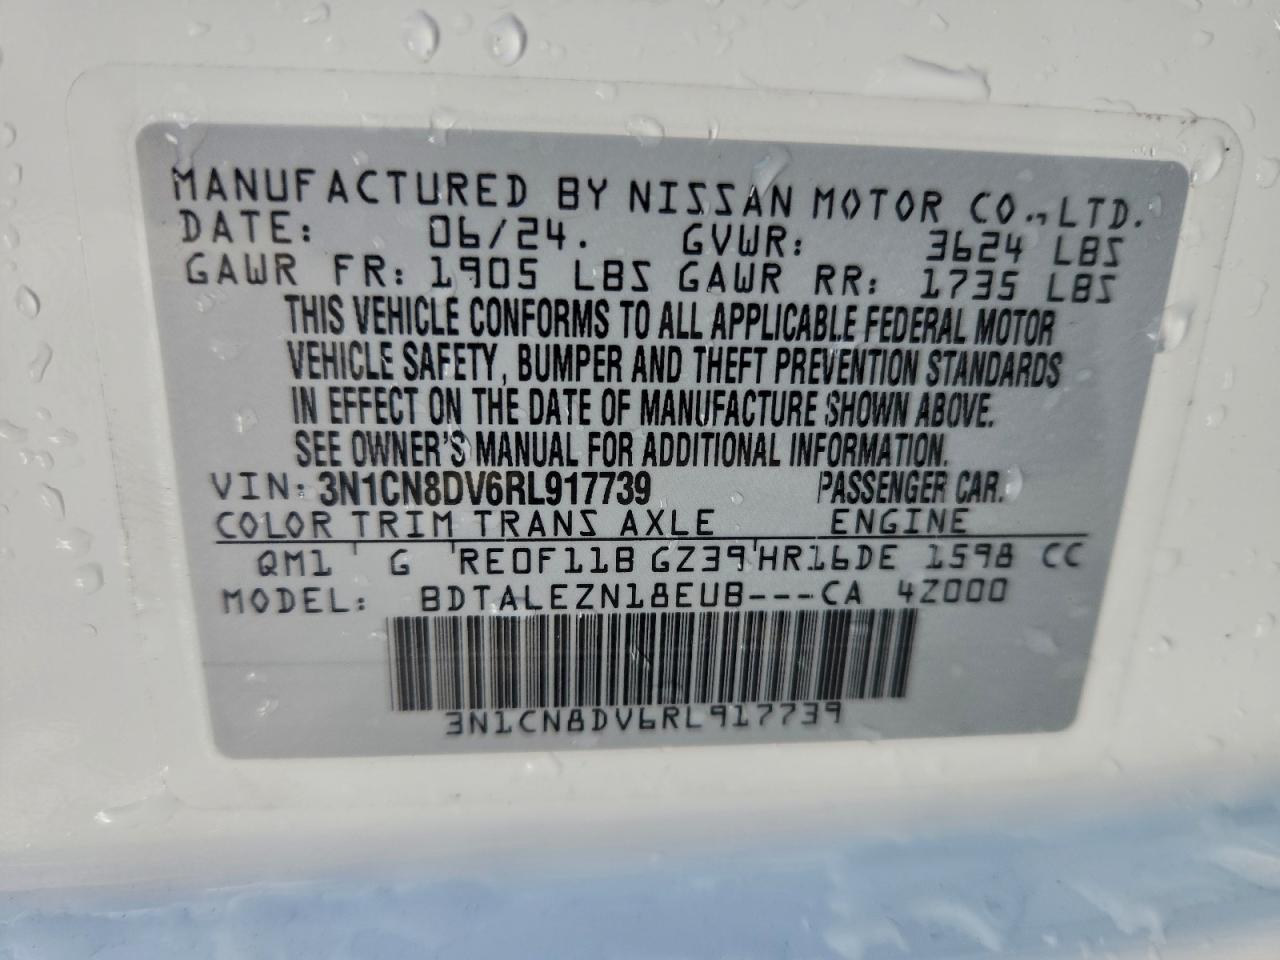 MANUFACTURED BY NISSAN MOTOR CO., LTD.
DATE: 06/24. GVWR: 3624 LBS
GAWR FR: 1905 LBS GAWR RR: 1735 LBS
THIS VEHICLE CONFORMS TO ALL APPLICABLE FEDERAL MOTOR
VEHICLE SAFETY, BUMPER AND THEFT PREVENTION STANDARDS
IN EFFECT ON THE DATE OF MANUFACTURE SHOWN ABOVE.
SEE OWNER'S MANUAL FOR ADDITIONAL INFORMATION.
VIN: 3N1CN8DV6RL917739 PASSENGER CAR.
COLOR TRIM TRANS AXLE ENGINE
QM1 G RE0F11B GZ39 HR16DE 1598 CC
MODEL: BDTALEZN18EUB---CA 4Z000
3N1CN8DV6RL917739